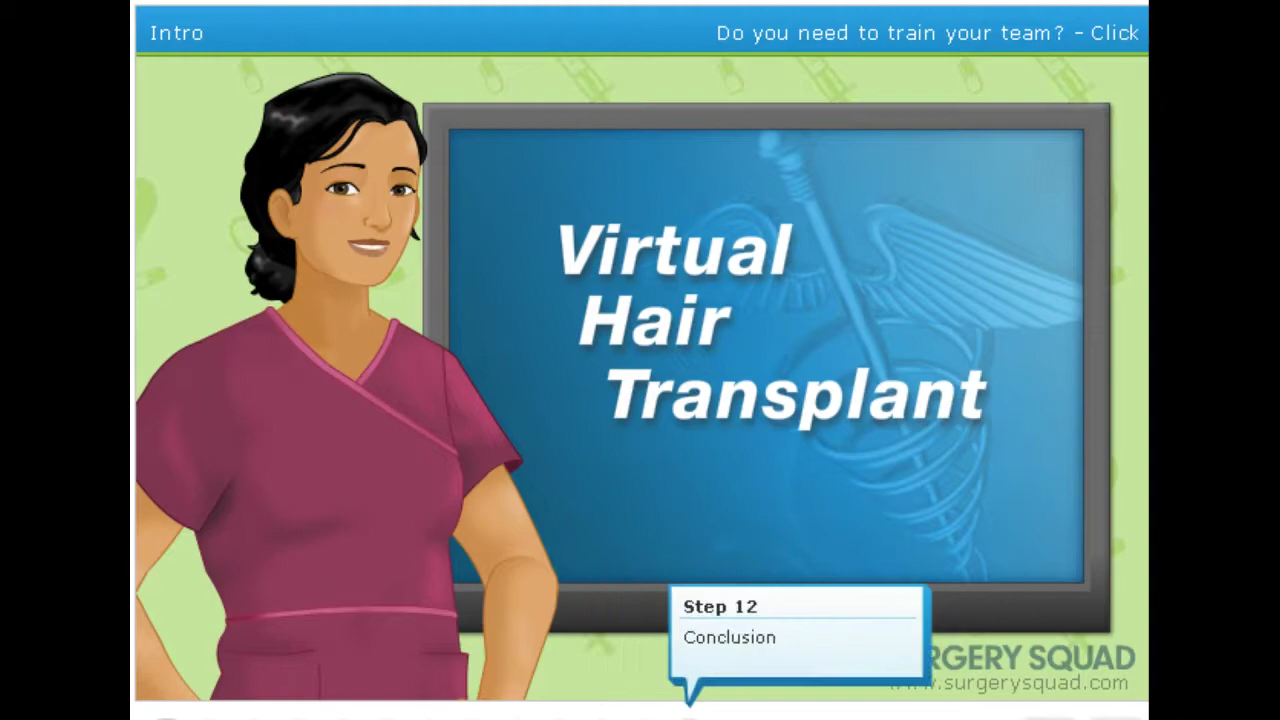 Intro
Do you need to train your team? - Click
Virtual
Hair
Transplant
Step 12
Conclusion
RGERY SQUAD
.surgerysquad.com